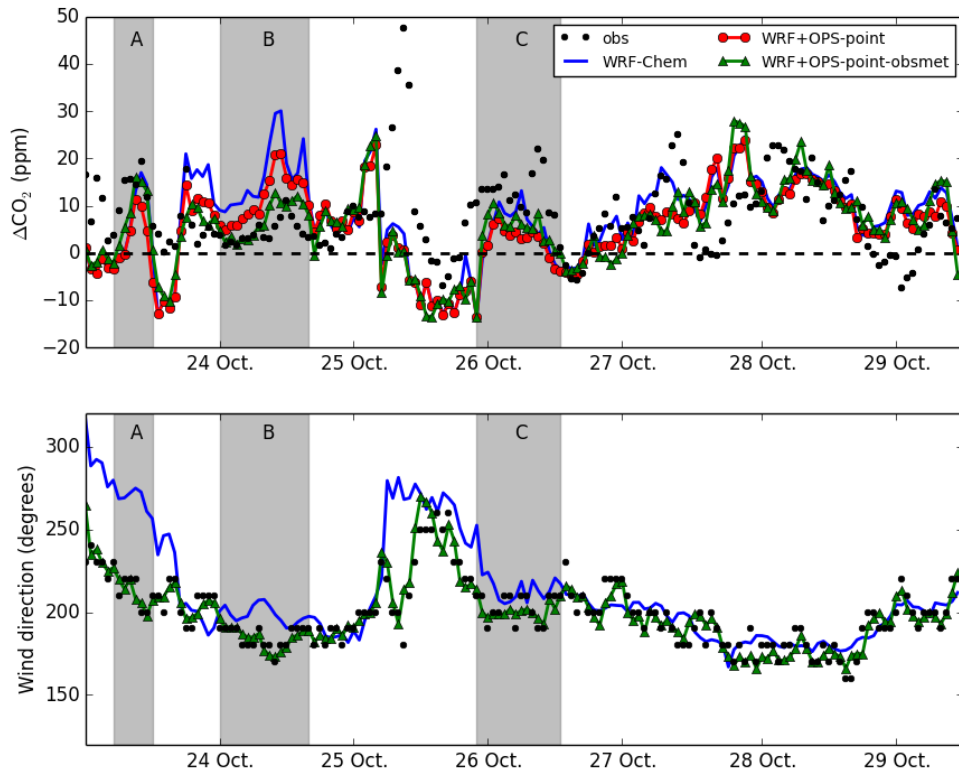 50
40
30
20
10
0
−10
−20
ΔCO₂ (ppm)
A
B
C
obs
WRF-Chem
WRF+OPS-point
WRF+OPS-point-obsmet
24 Oct.
25 Oct.
26 Oct.
27 Oct.
28 Oct.
29 Oct.
300
250
200
150
Wind direction (degrees)
A
B
C
24 Oct.
25 Oct.
26 Oct.
27 Oct.
28 Oct.
29 Oct.